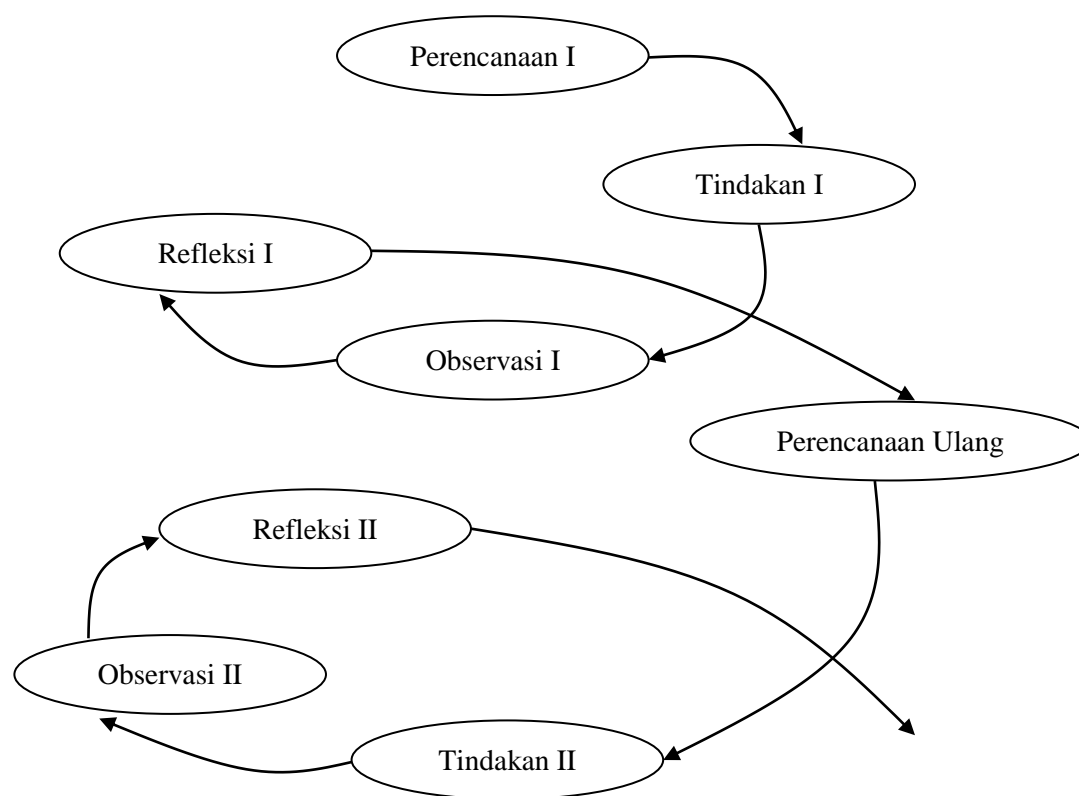 Perencanaan I
Tindakan I
Refleksi I
Observasi I
Perencanaan Ulang
Refleksi II
Observasi II
Tindakan II